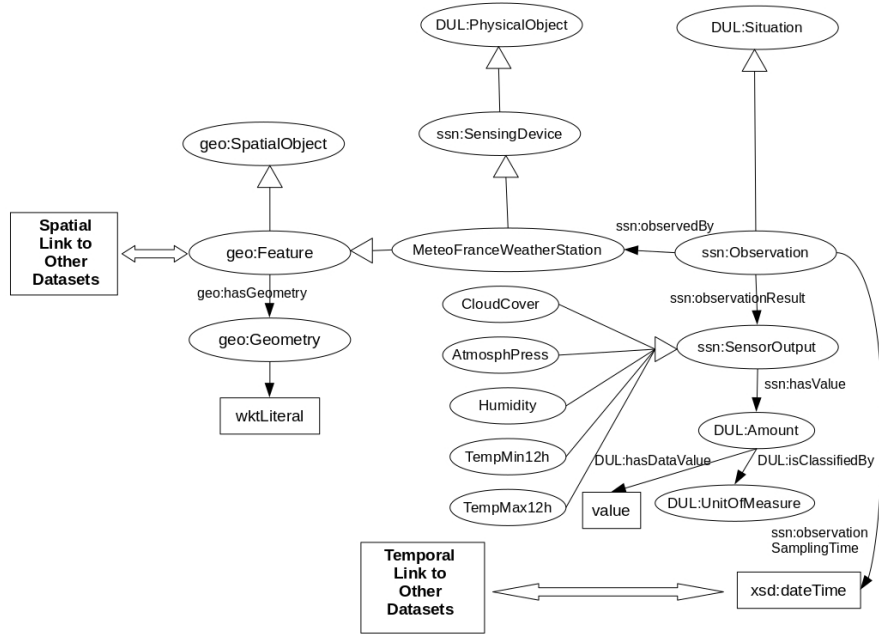 DUL:PhysicalObject
DUL:Situation
ssn:SensingDevice
geo:SpatialObject
Spatial
Link to
Other
Datasets
geo:Feature
MeteoFranceWeatherStation
ssn:observedBy
ssn:Observation
geo:hasGeometry
ssn:observationResult
CloudCover
geo:Geometry
AtmosphPress
ssn:SensorOutput
ssn:hasValue
wktLiteral
Humidity
DUL:Amount
TempMin12h
DUL:hasDataValue
DUL:isClassifiedBy
TempMax12h
value
DUL:UnitOfMeasure
ssn:observation
SamplingTime
Temporal
Link to
Other
Datasets
xsd:dateTime